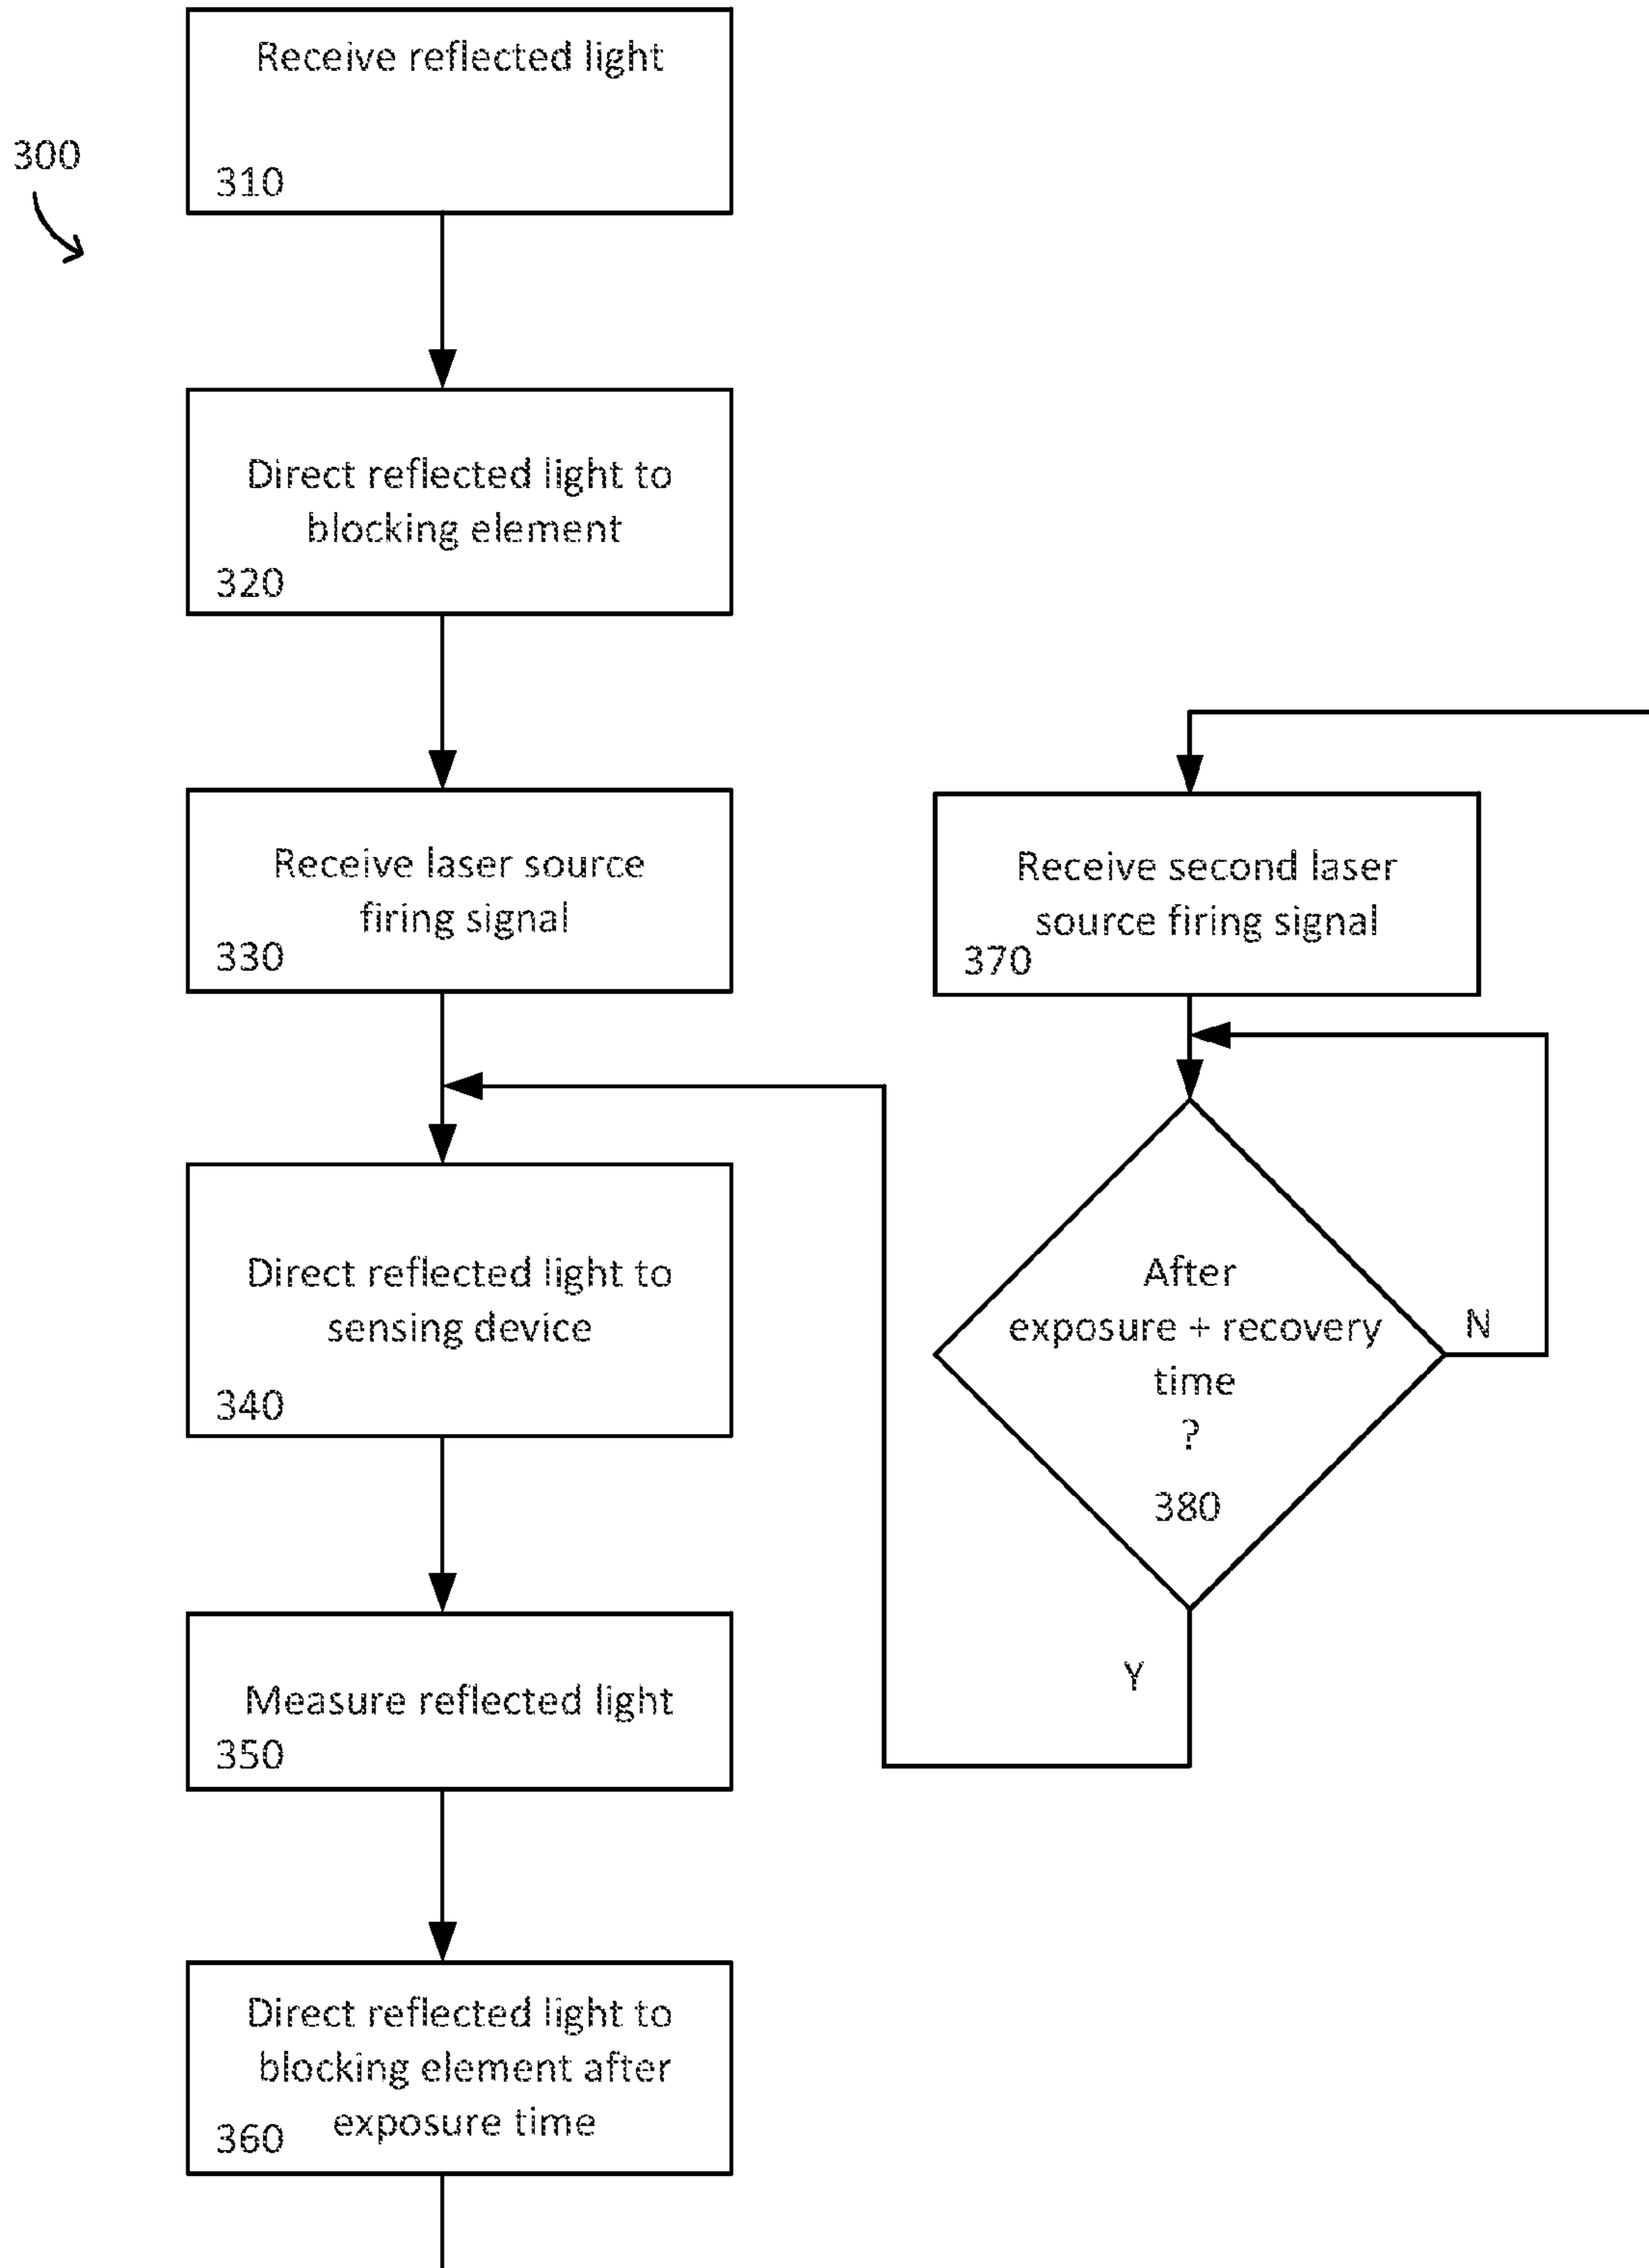 300
Receive reflected light
310
Direct reflected light to
blocking element
320
Receive laser source
firing signal
330
Direct reflected light to
sensing device
340
Measure reflected light
350
Direct reflected light to
blocking element after
exposure time
360
Receive second laser
source firing signal
370
After
exposure + recovery
time
?
380
N
Y